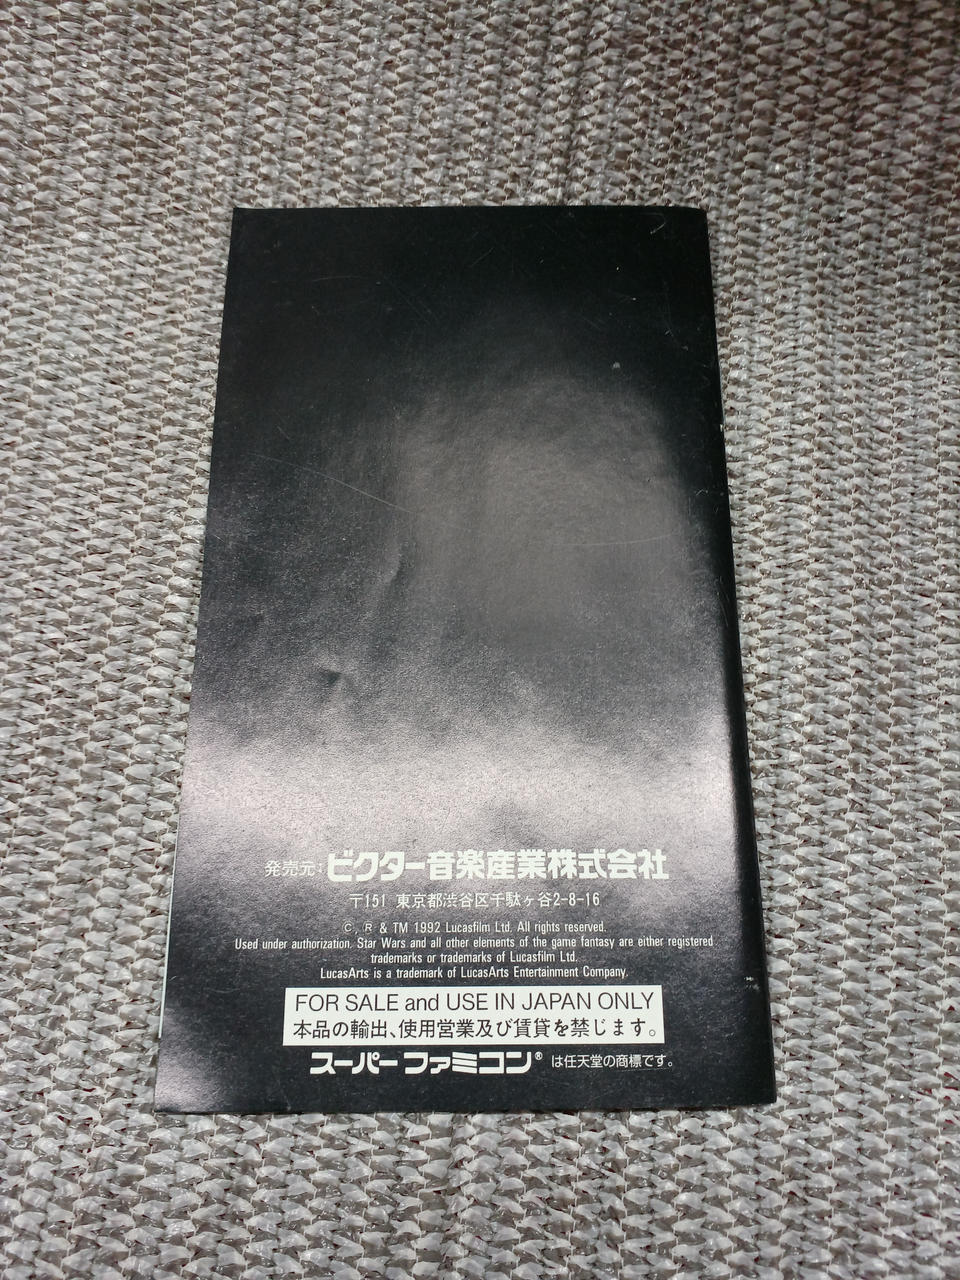 発売元:ビクター音楽産業株式会社
〒151 東京都渋谷区千駄ヶ谷2-8-16
©, ® & TM 1992 Lucasfilm Ltd. All rights reserved.
Used under authorization. Star Wars and all other elements of the game fantasy are either registered
trademarks or trademarks of Lucasfilm Ltd.
LucasArts is a trademark of LucasArts Entertainment Company.
FOR SALE and USE IN JAPAN ONLY
本品の輸出、使用営業及び賃貸を禁じます。
スーパーファミコン® は任天堂の商標です。